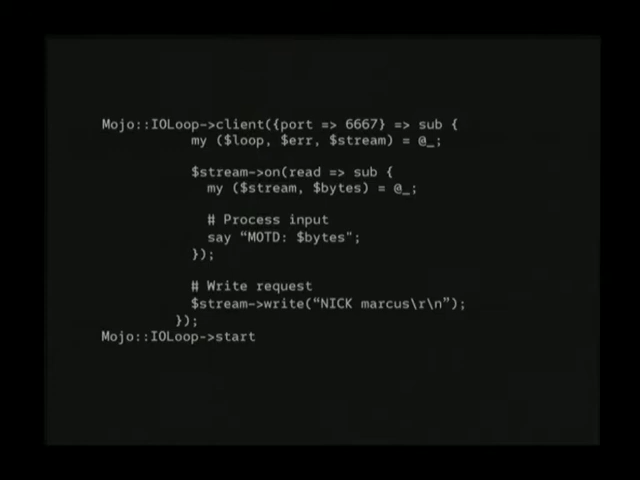 Mojo::IOLoop->client({port => 6667} => sub {
my ($loop, $err, $stream) = @_;
$stream->on(read => sub {
my ($stream, $bytes) = @_;
# Process input
say “MOTD: $bytes";
});
# Write request
$stream->write(“NICK marcus\r\n”);
});
Mojo::IOLoop->start